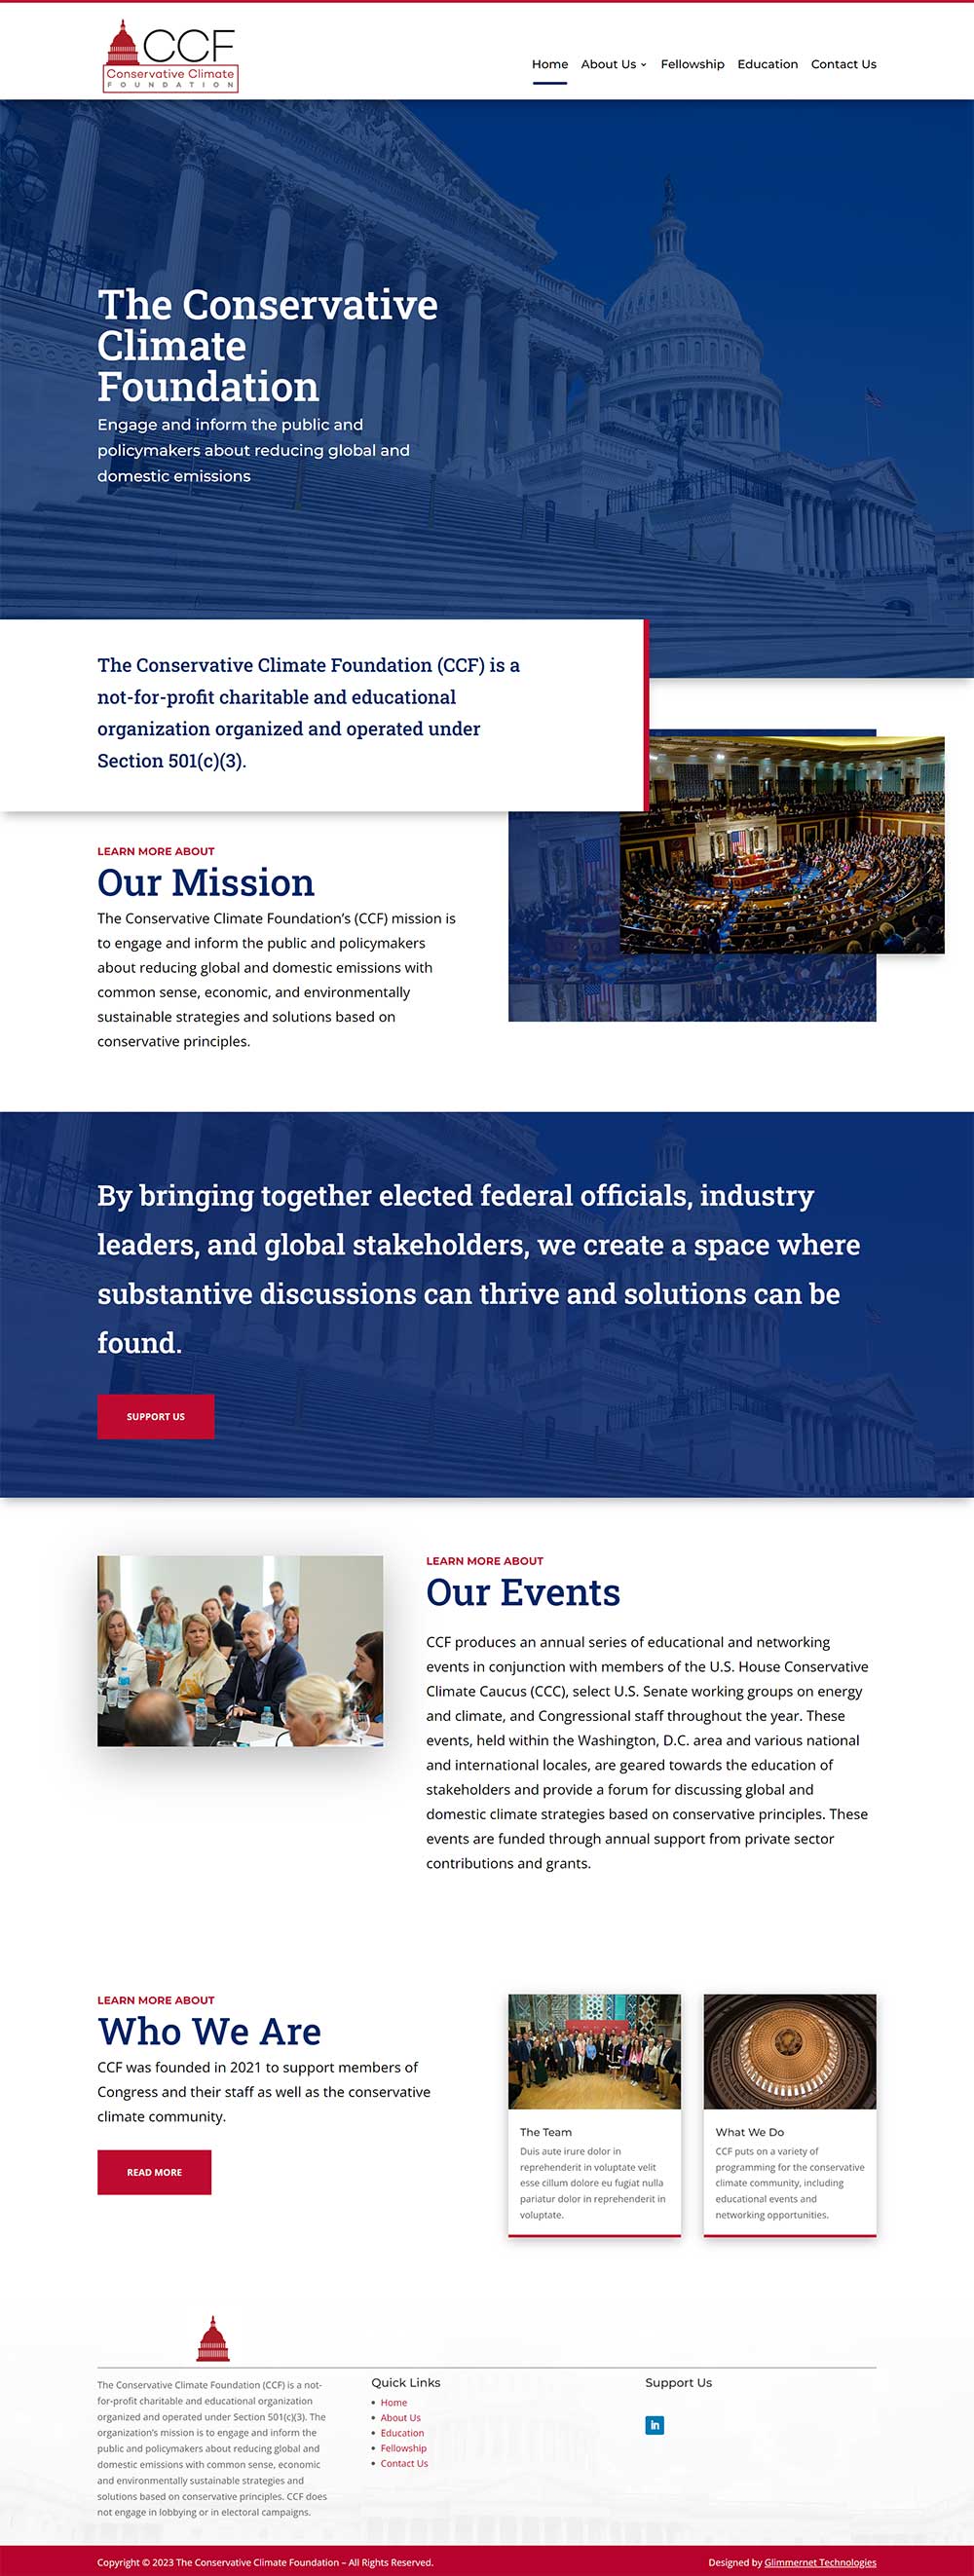 CCF
Conservative Climate
FOUNDATION
Home About Us Fellowship Education Contact Us
The Conservative
Climate
Foundation
Engage and inform the public and
policymakers about reducing global and
domestic emissions
The Conservative Climate Foundation (CCF) is a
not-for-profit charitable and educational
organization organized and operated under
Section 501(c)(3).
LEARN MORE ABOUT
Our Mission
The Conservative Climate Foundation's (CCF) mission is
to engage and inform the public and policymakers
about reducing global and domestic emissions with
common sense, economic, and environmentally
sustainable strategies and solutions based on
conservative principles.
By bringing together elected federal officials, industry
leaders, and global stakeholders, we create a space where
substantive discussions can thrive and solutions can be
found.
SUPPORT US
LEARN MORE ABOUT
Our Events
CCF produces an annual series of educational and networking
events in conjunction with members of the U.S. House Conservative
Climate Caucus (CCC), select U.S. Senate working groups on energy
and climate, and Congressional staff throughout the year. These
events, held within the Washington, D.C. area and various national
and international locales, are geared towards the education of
stakeholders and provide a forum for discussing global and
domestic climate strategies based on conservative principles. These
events are funded through annual support from private sector
contributions and grants.
LEARN MORE ABOUT
Who We Are
CCF was founded in 2021 to support members of
Congress and their staff as well as the conservative
climate community.
READ MORE
The Team
Duis aute irure dolor in
reprehenderit in voluptate velit
esse cillum dolore eu fugiat nulla
pariatur dolor in reprehenderit in
voluptate.
What We Do
CCF puts on a variety of
programming for the conservative
climate community, including
educational events and
networking opportunities.
The Conservative Climate Foundation (CCF) is a not-
for-profit charitable and educational organization
organized and operated under Section 501(c)(3). The
organization's mission is to engage and inform the
public and policymakers about reducing global and
domestic emissions with common sense, economic
and environmentally sustainable strategies and
solutions based on conservative principles. CCF does
not engage in lobbying or in electoral campaigns.
Quick Links
Home
About Us
Education
Fellowship
Contact Us
Support Us
in
Copyright © 2023 The Conservative Climate Foundation – All Rights Reserved.
Designed by Glimmernet Technologies